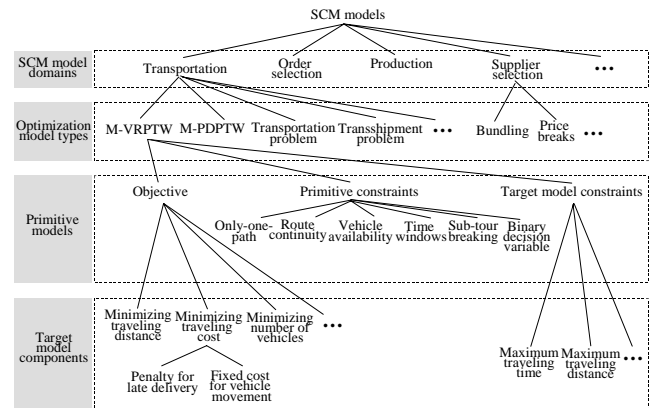 SCM models
SCM model
domains
Transportation
Order
selection
Production
Supplier
selection
...
Optimization
model types
M-VRPTW
M-PDPTW
Transportation
problem
Transshipment
problem
...
Bundling
Price
breaks
...
Primitive
models
Objective
Primitive constraints
Target model constraints
Only-one-
path
Route
continuity
Vehicle
availability
Time
windows
Sub-tour
breaking
Binary
decision
variable
Target
model
components
Minimizing
traveling
distance
Minimizing
traveling
cost
Minimizing
number of
vehicles
...
Maximum
traveling
time
Maximum
traveling
distance
...
Penalty for
late delivery
Fixed cost
for vehicle
movement